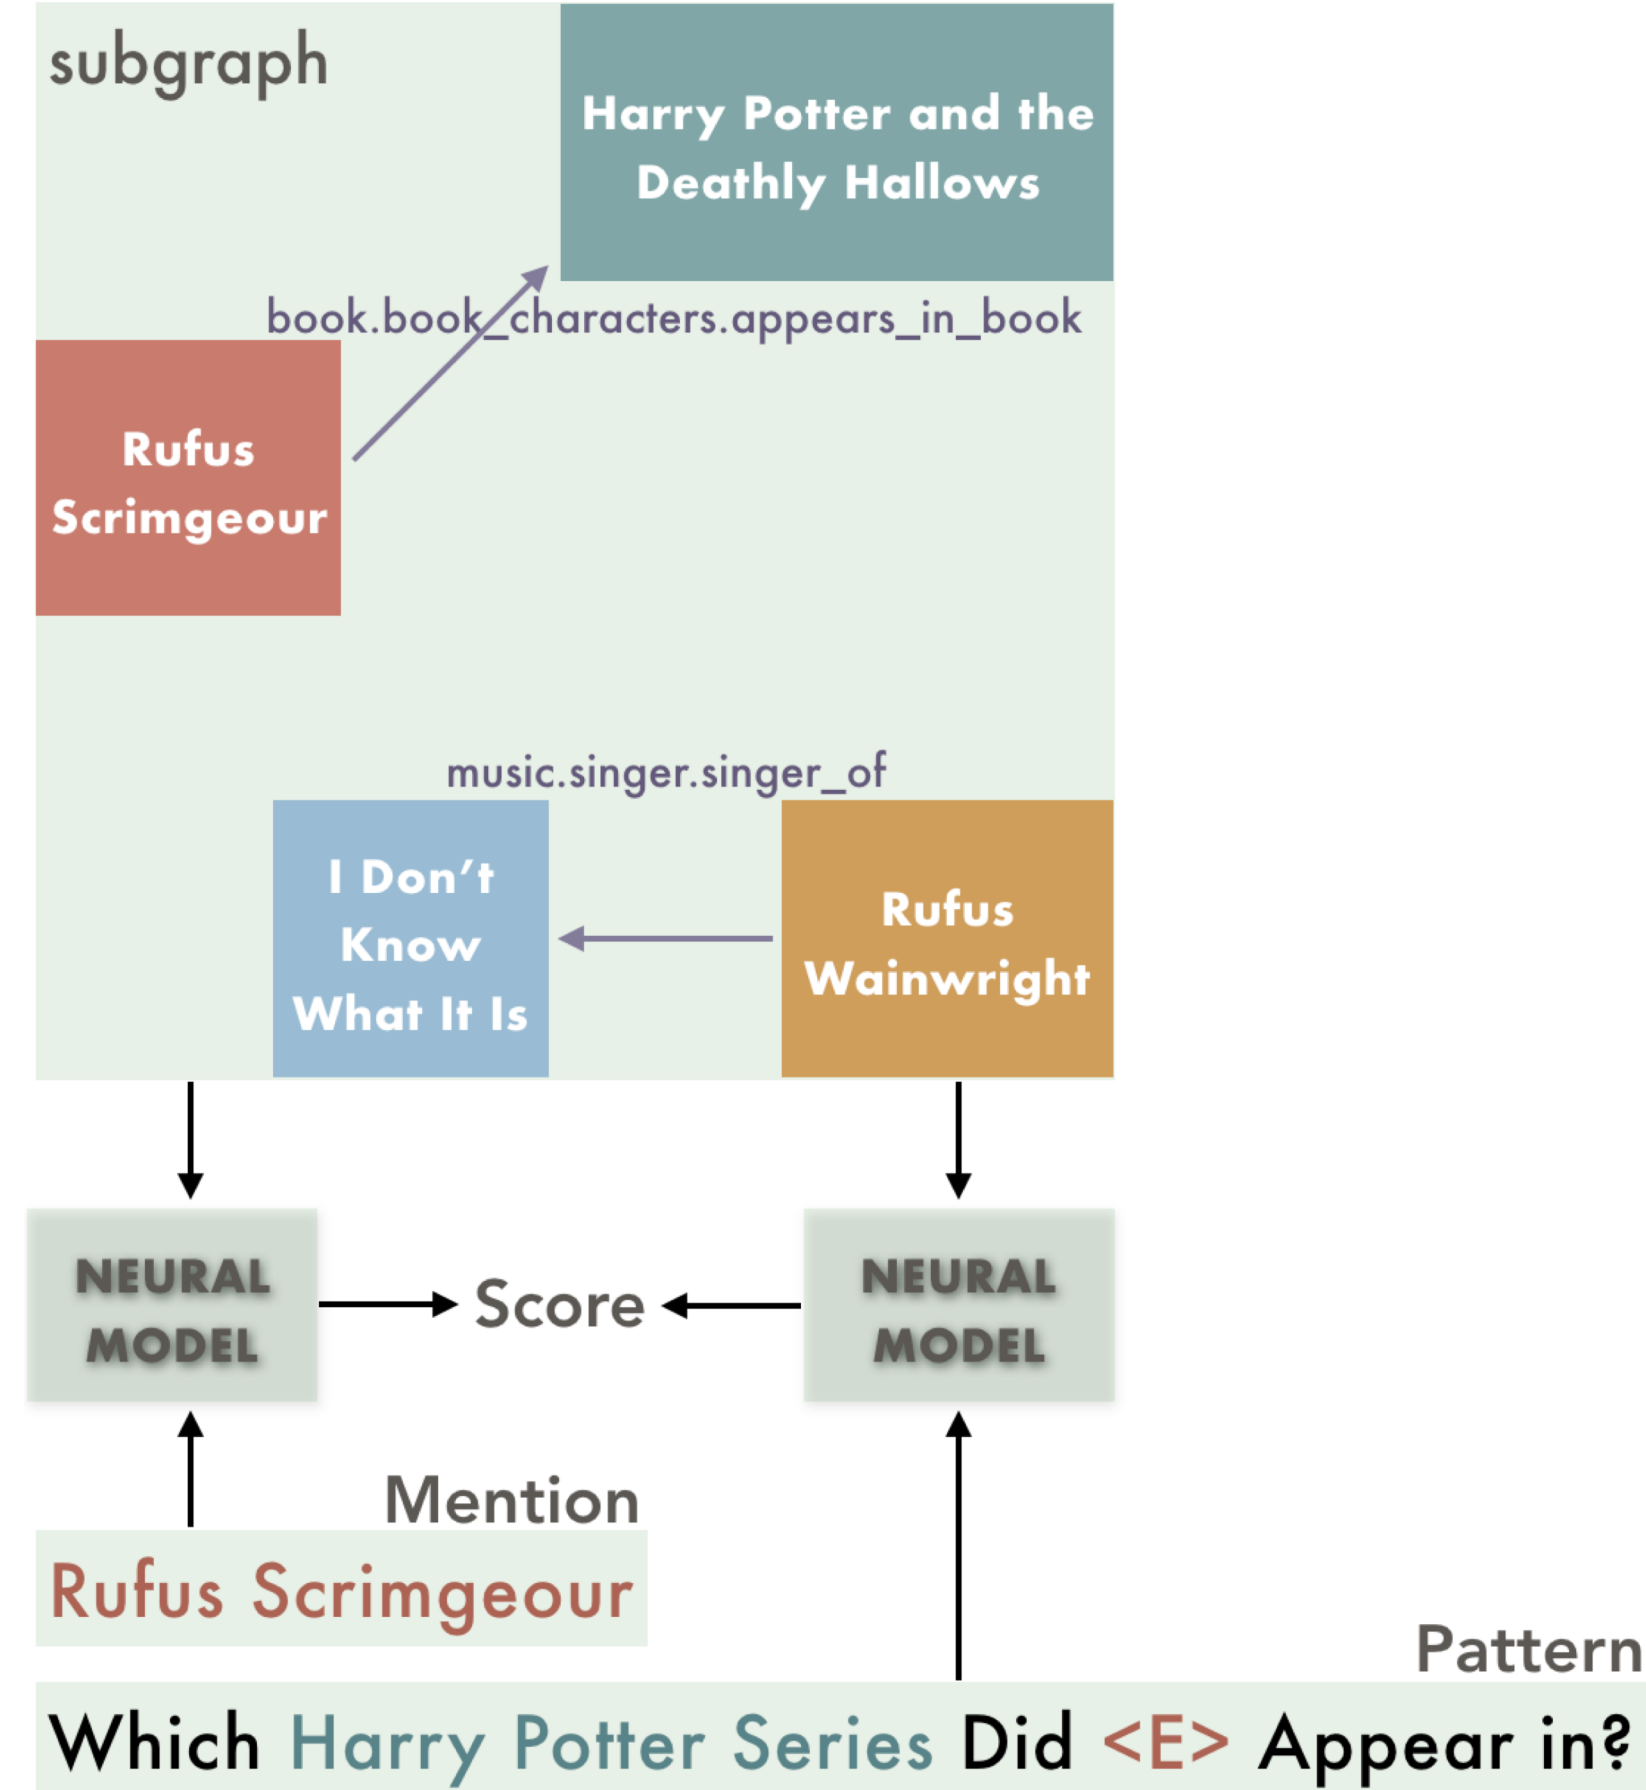 subgraph
Harry Potter and the
Deathly Hallows
book.book_characters.appears_in_book
Rufus
Scrimgeour
music.singer.singer_of
I Don't
Know
What It Is
Rufus
Wainwright
NEURAL
MODEL
Score
NEURAL
MODEL
Mention
Rufus Scrimgeour
Pattern
Which Harry Potter Series Did <E> Appear in?